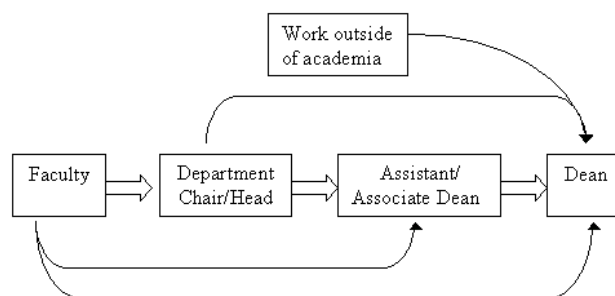 Work outside
of academia
Faculty
Department
Chair/Head
Assistant/
Associate Dean
Dean